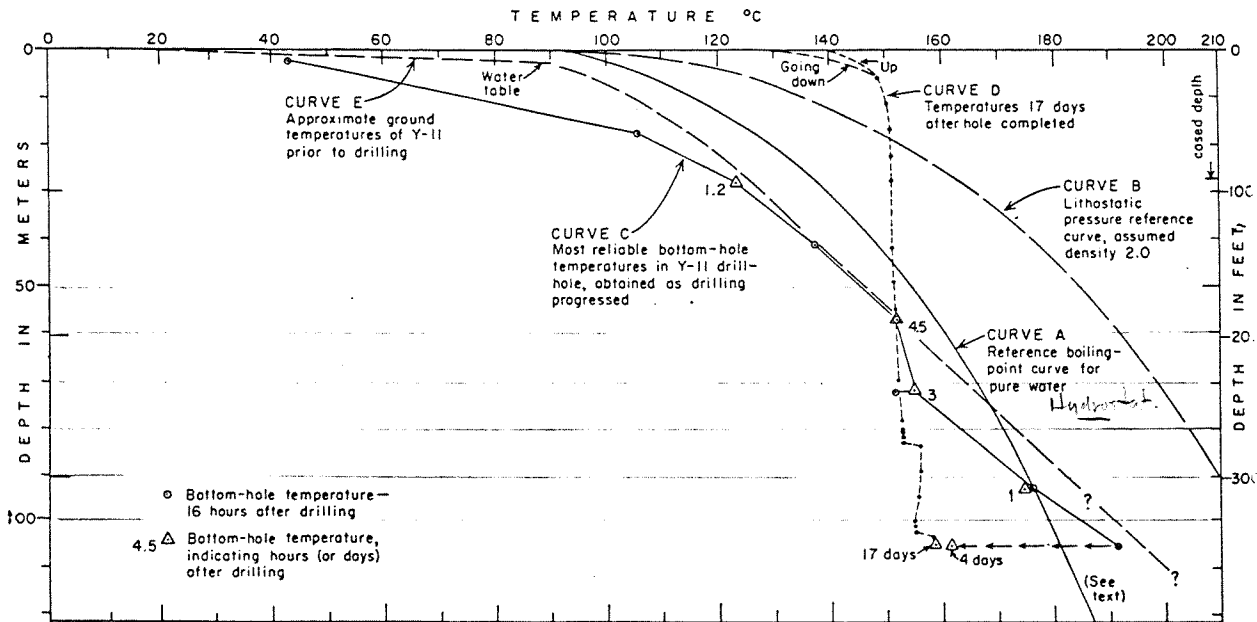 TEMPERATURE °C
0 20 40 60 80 100 120 140 160 180 200 210
0
50
100
DEPTH IN METERS
0
100
20
300
DEPTH IN FEET
cased depth
Water
table
Going
down
Up
CURVE E
Approximate ground
temperatures of Y-11
prior to drilling
CURVE D
Temperatures 17 days
after hole completed
CURVE B
Lithostatic
pressure reference
curve, assumed
density 2.0
1.2
CURVE C
Most reliable bottom-hole
temperatures in Y-11 drill-
hole, obtained as drilling
progressed
4.5
CURVE A
Reference boiling-
point curve for
pure water
Hydrostat.
3
1
?
?
Bottom-hole temperature—
16 hours after drilling
4.5 Bottom-hole temperature,
indicating hours (or days)
after drilling
17 days
4 days
(See
text)